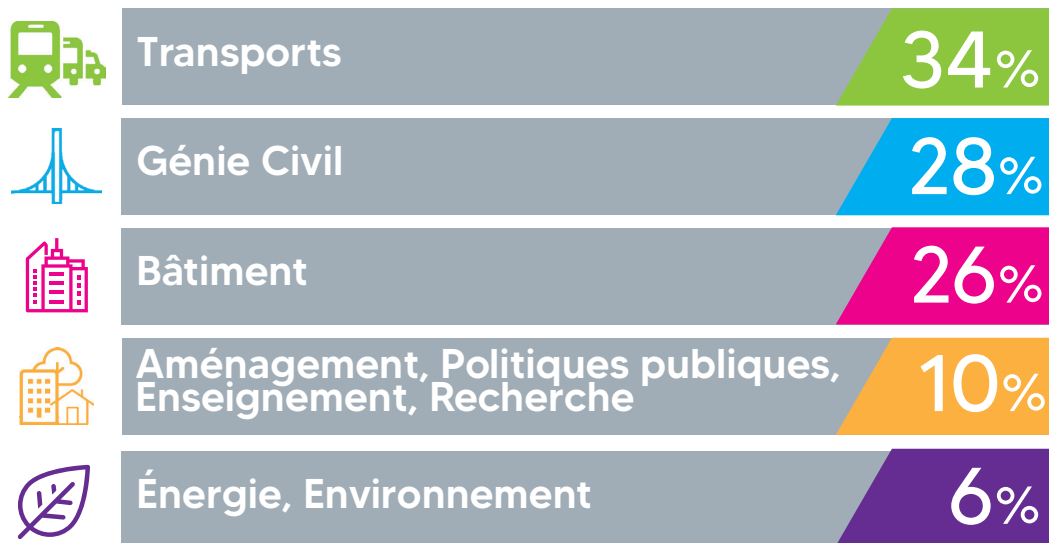 Transports 34%
Génie Civil 28%
Bâtiment 26%
Aménagement, Politiques publiques,
Enseignement, Recherche 10%
Énergie, Environnement 6%